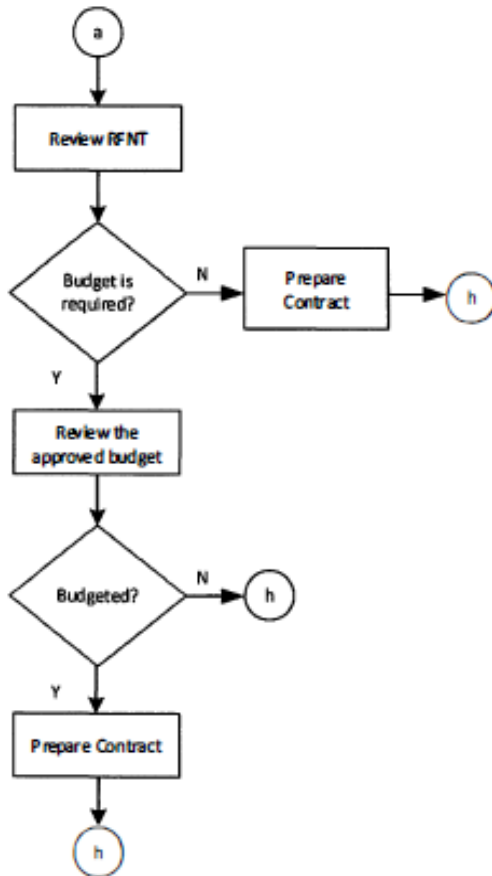 a
Review RFNT
Budget is
required?
N
Prepare
Contract
h
Y
Review the
approved budget
Budgeted?
N
h
Y
Prepare Contract
h